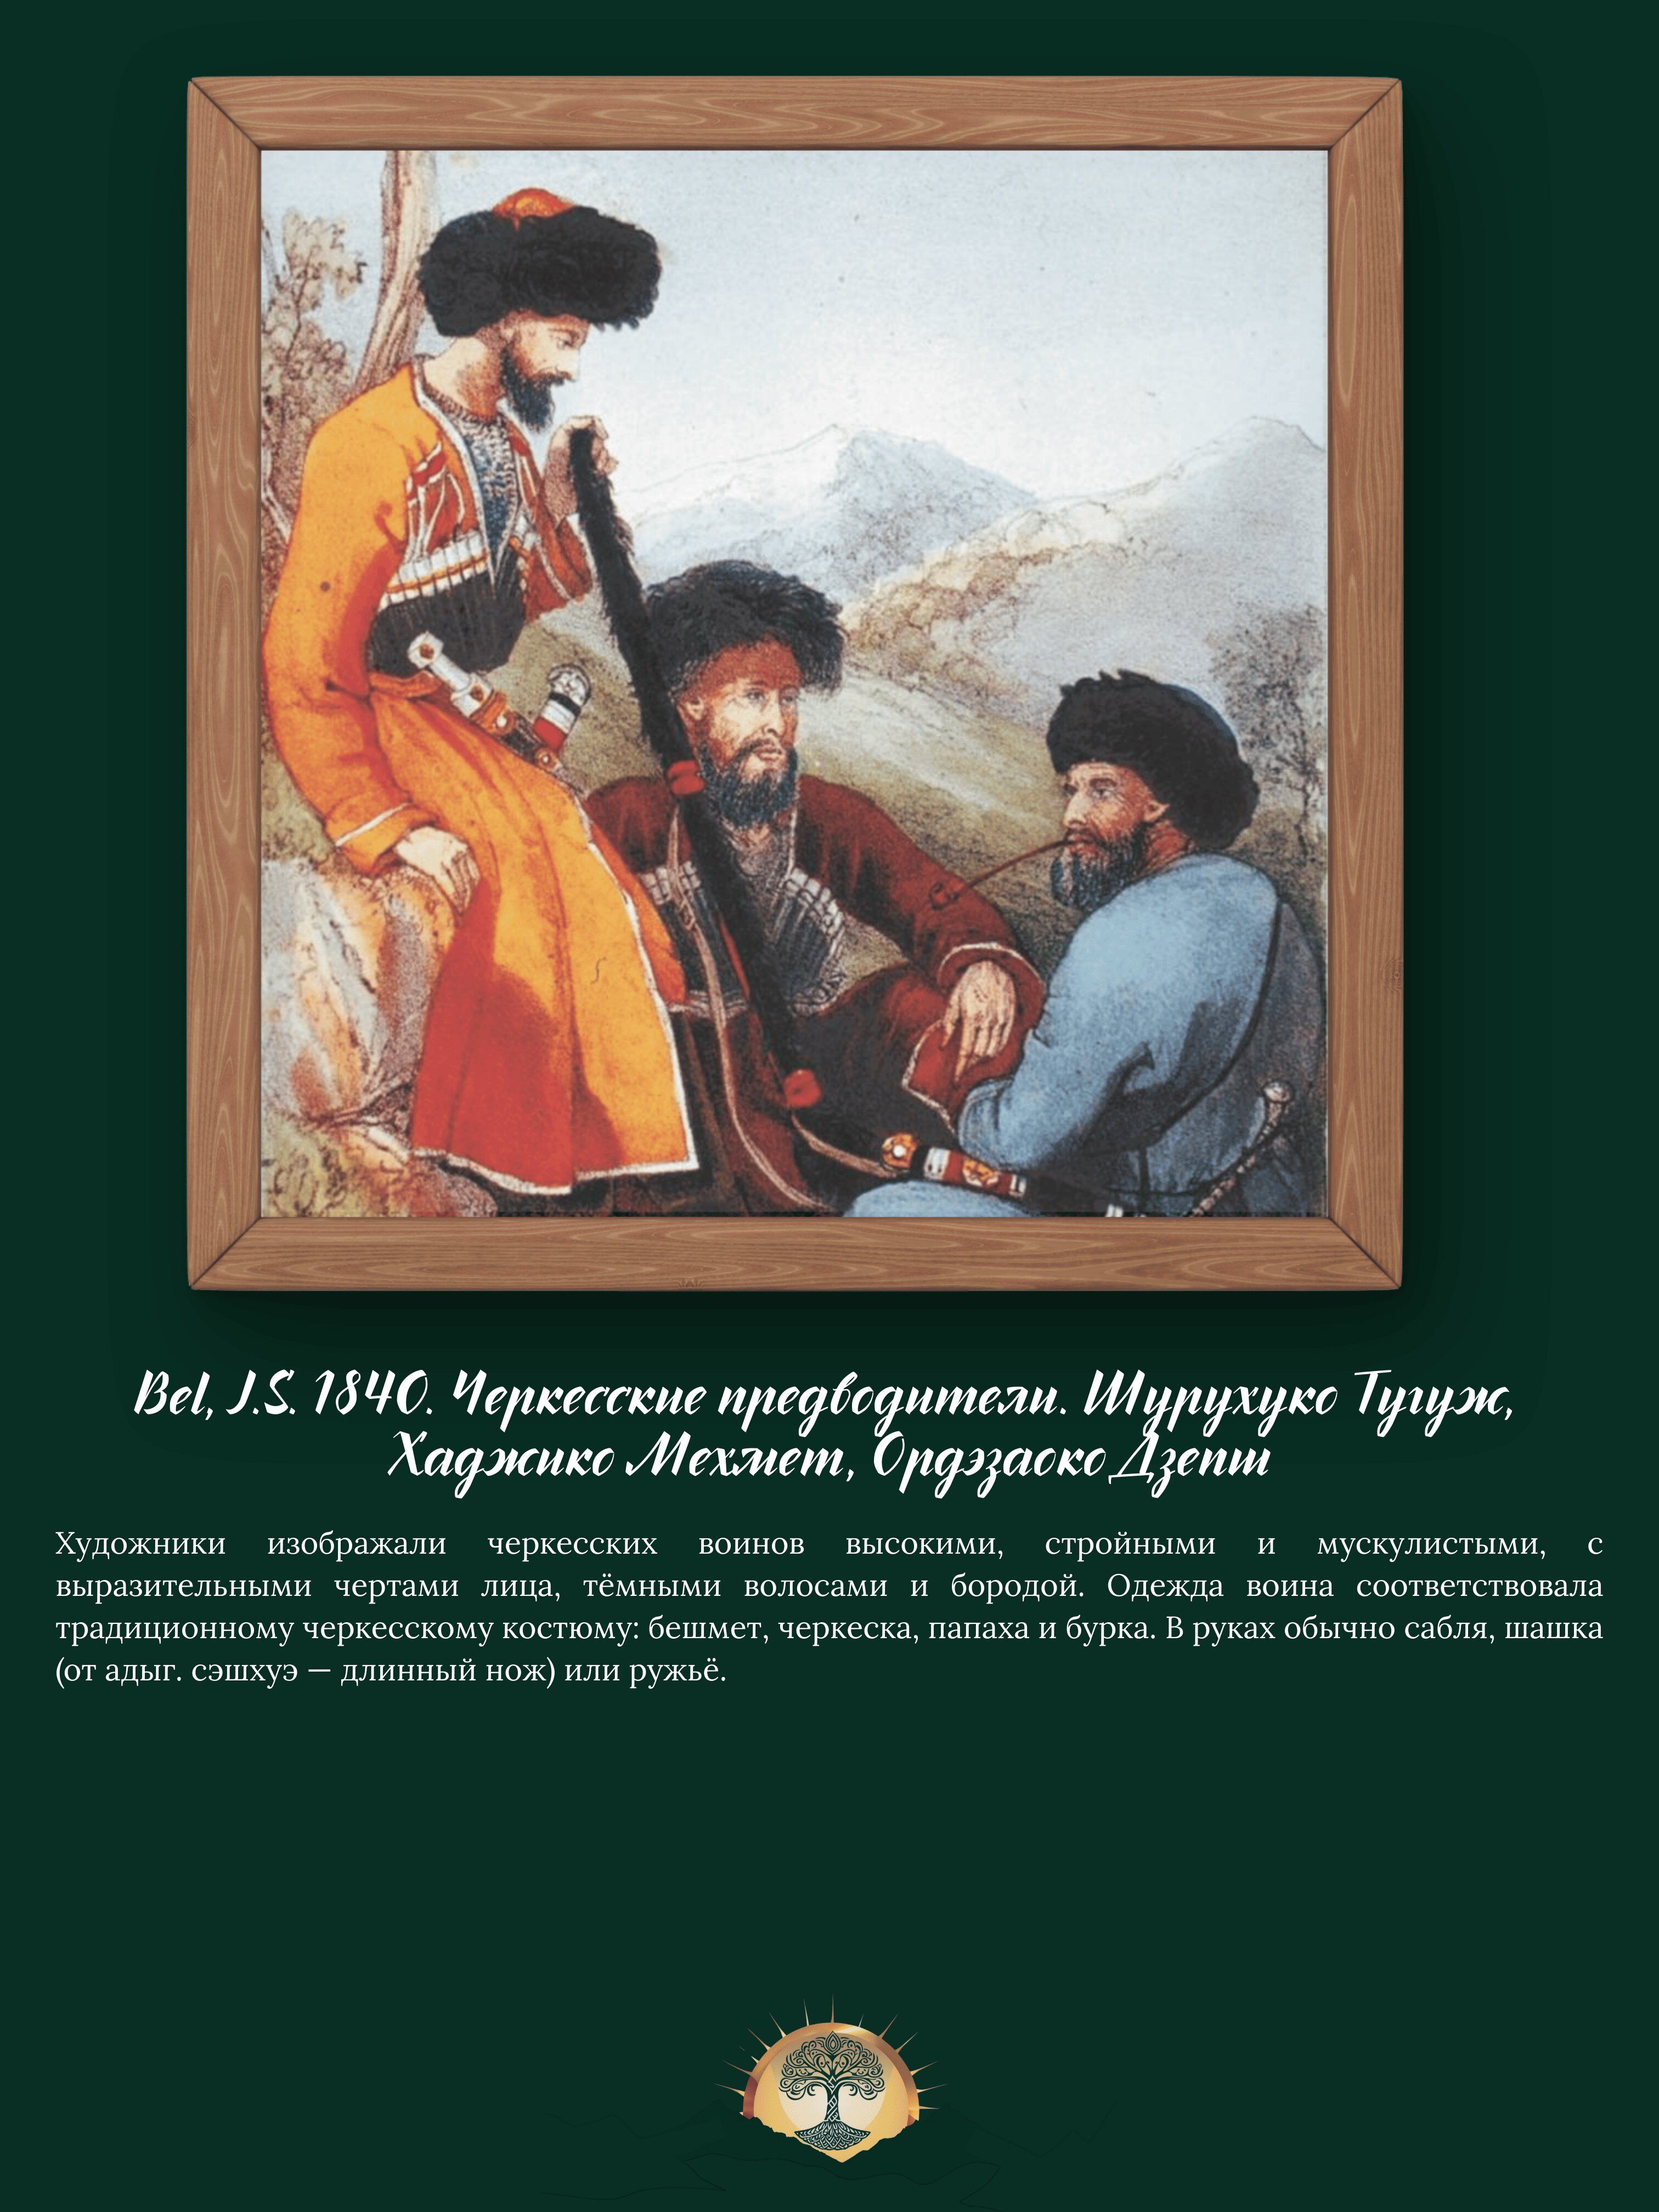 Bel, J.S. 1840. Черкесские предводители. Шурухуко Тугуж,
Хаджико Мехмет, Ордэзаоко Дзепш
Художники изображали черкесских воинов высокими, стройными и мускулистыми, с
выразительными чертами лица, тёмными волосами и бородой. Одежда воина соответствовала
традиционному черкесскому костюму: бешмет, черкеска, папаха и бурка. В руках обычно сабля, шашка
(от адыг. сэшхуэ — длинный нож) или ружьё.